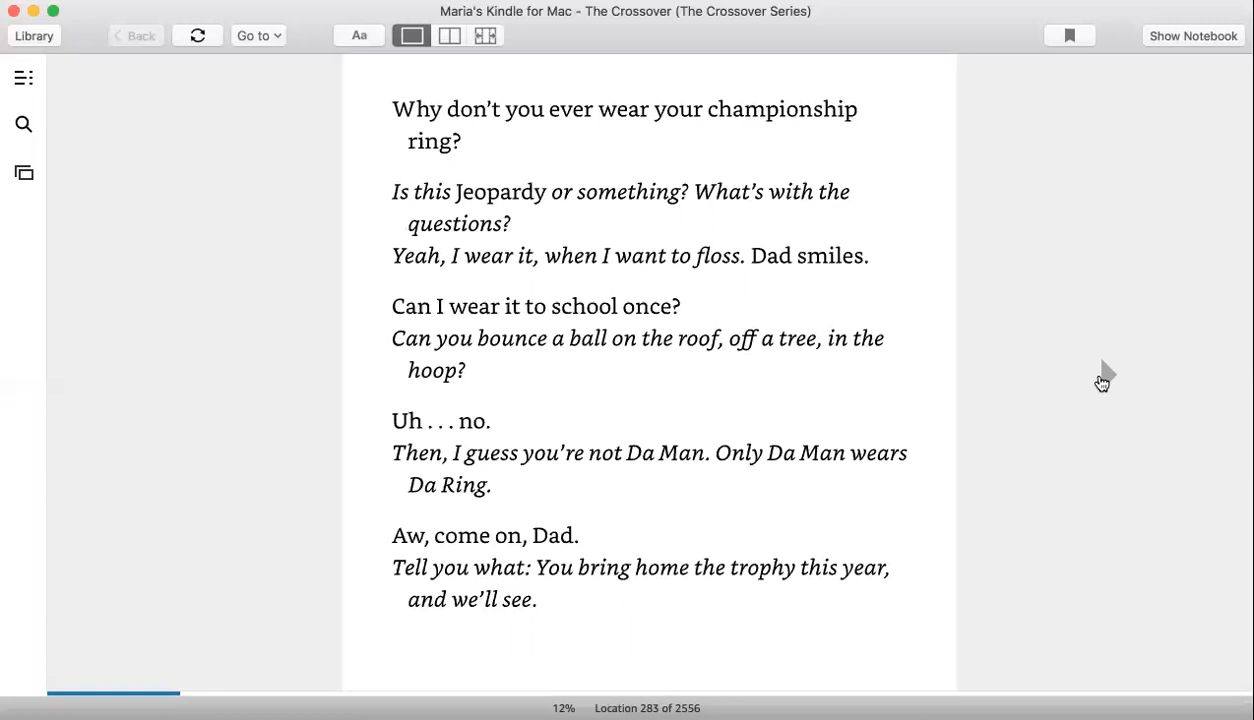 Maria's Kindle for Mac - The Crossover (The Crossover Series)
Library
Back
Go to
Aa
Show Notebook
Why don’t you ever wear your championship
ring?
Is this Jeopardy or something? What’s with the
questions?
Yeah, I wear it, when I want to floss. Dad smiles.
Can I wear it to school once?
Can you bounce a ball on the roof, off a tree, in the
hoop?
Uh . . . no.
Then, I guess you’re not Da Man. Only Da Man wears
Da Ring.
Aw, come on, Dad.
Tell you what: You bring home the trophy this year,
and we’ll see.
12% Location 283 of 2556